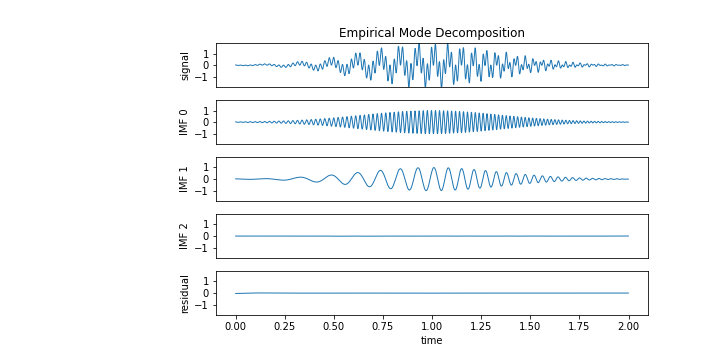 Empirical Mode Decomposition
signal
1
0
−1
IMF 0
1
0
−1
IMF 1
1
0
−1
IMF 2
1
0
−1
residual
1
0
−1
0.00 0.25 0.50 0.75 1.00 1.25 1.50 1.75 2.00
time